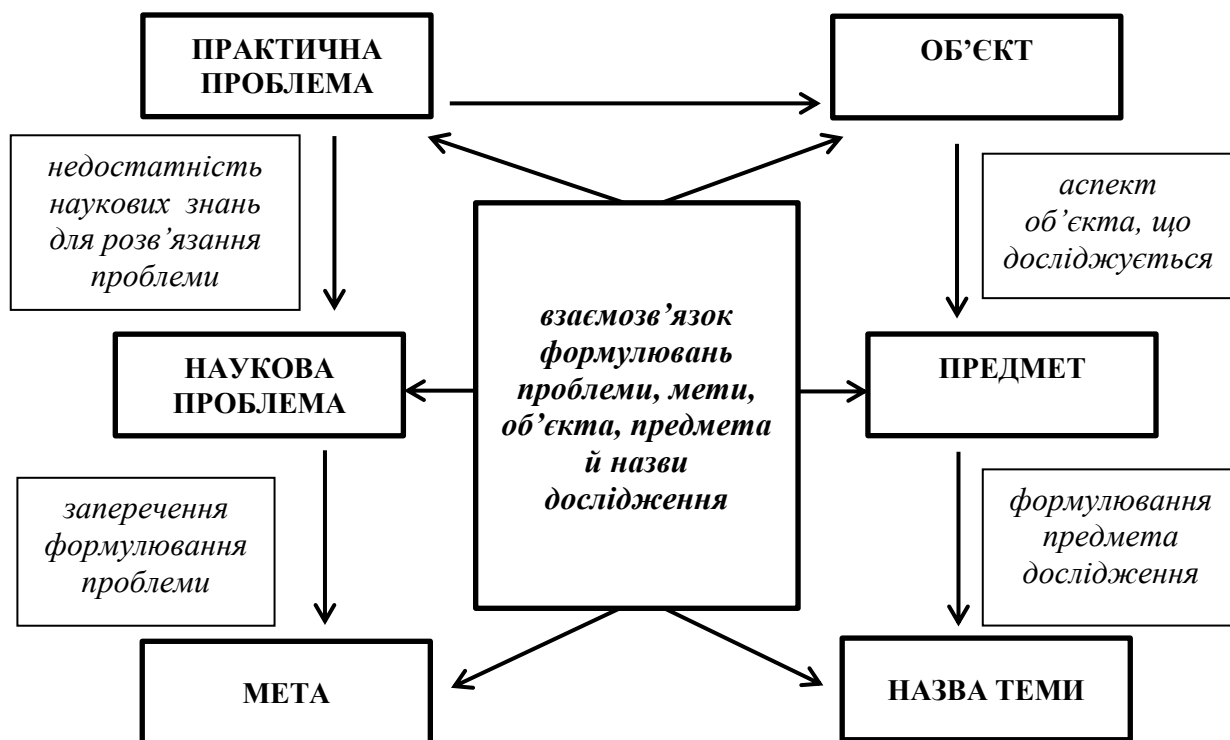 ПРАКТИЧНА
ПРОБЛЕМА
ОБ’ЄКТ
недостатність
наукових знань
для розв’язання
проблеми
аспект
об’єкта, що
досліджується
взаємозв’язок
формулювань
проблеми, мети,
об’єкта, предмета
й назви
дослідження
НАУКОВА
ПРОБЛЕМА
ПРЕДМЕТ
заперечення
формулювання
проблеми
формулювання
предмета
дослідження
МЕТА
НАЗВА ТЕМИ